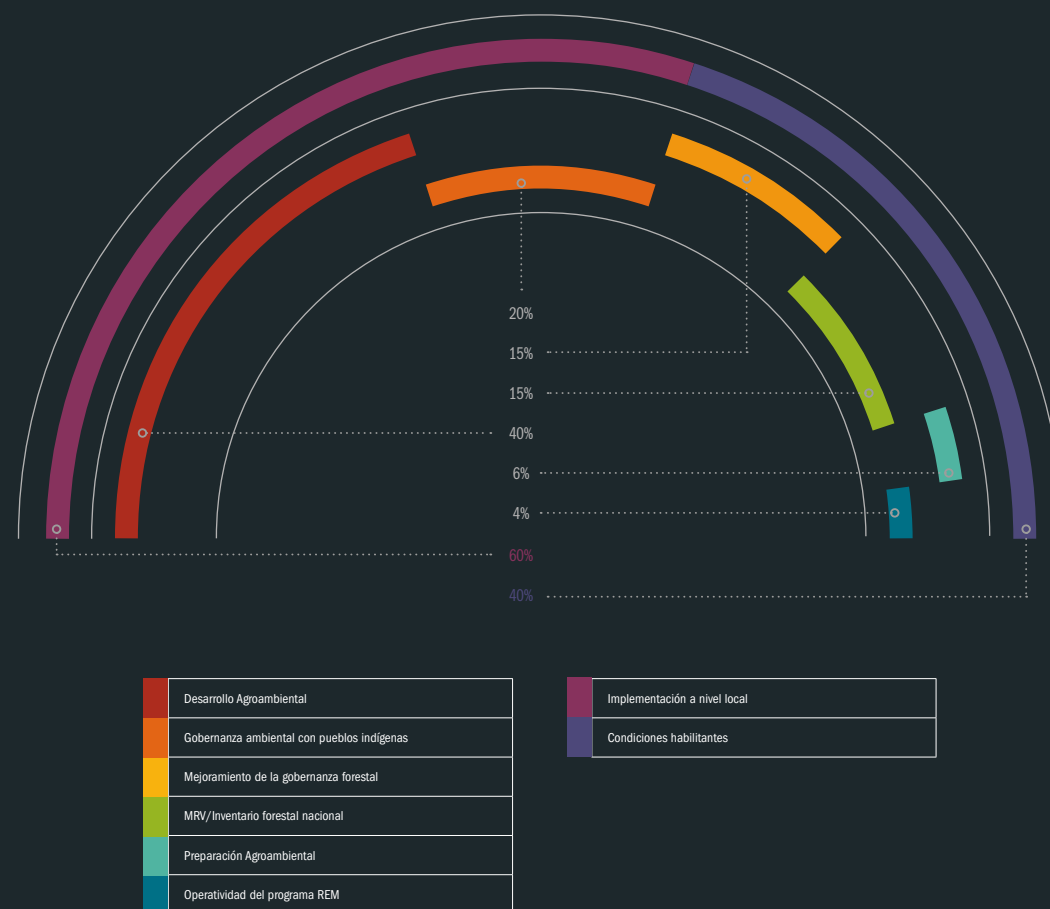 20%
15%
15%
40%
6%
4%
60%
40%
Desarrollo Agroambiental
Gobernanza ambiental con pueblos indígenas
Mejoramiento de la gobernanza forestal
MRV/Inventario forestal nacional
Preparación Agroambiental
Operatividad del programa REM
Implementación a nivel local
Condiciones habilitantes